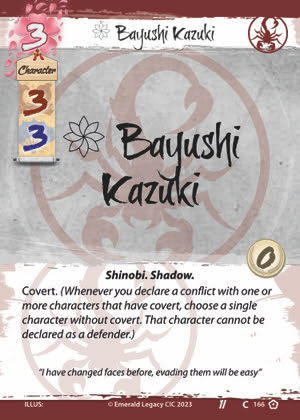 3
Bayushi Kazuki
Character
3
3
Bayushi
Kazuki
0
Shinobi. Shadow.
Covert. (Whenever you declare a conflict with one or
more characters that have covert, choose a single
character without covert. That character cannot be
declared as a defender.)
"I have changed faces before, evading them will be easy"
ILLUS: © Emerald Legacy CIC 2023 C 166